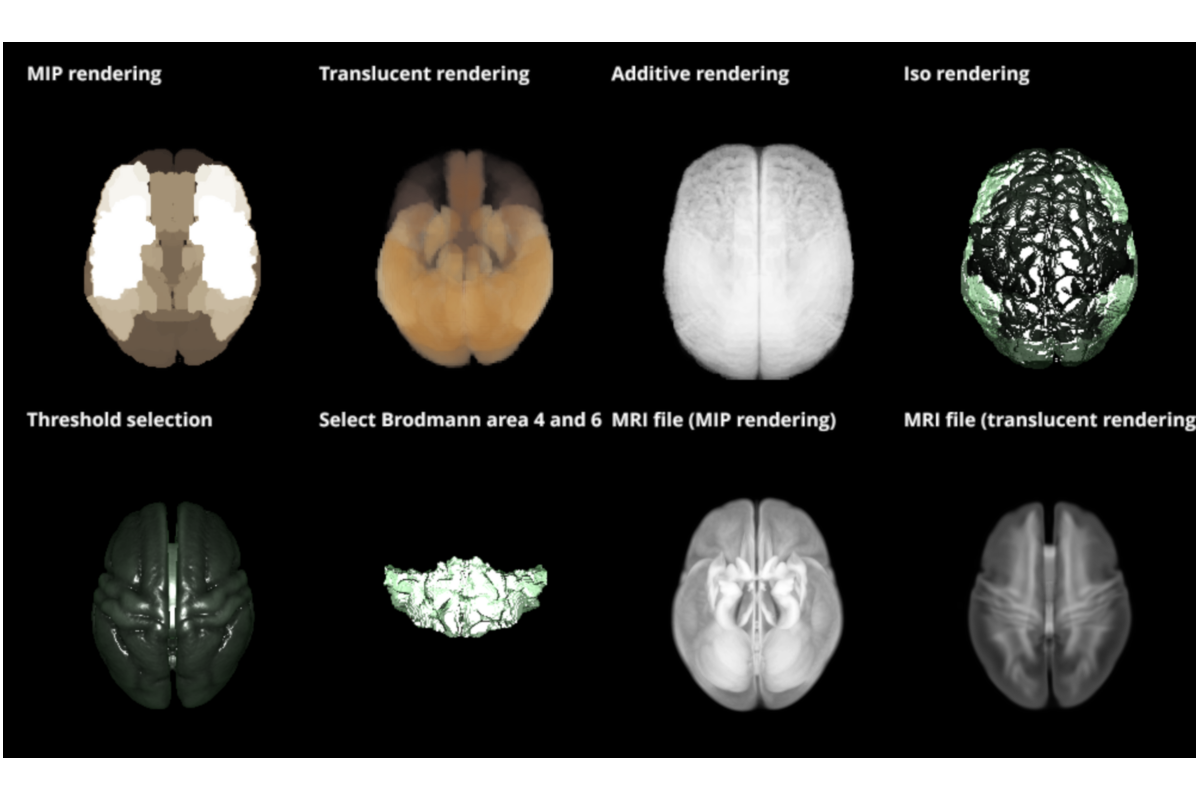 MIP rendering
Translucent rendering
Additive rendering
Iso rendering
Threshold selection
Select Brodmann area 4 and 6
MRI file (MIP rendering)
MRI file (translucent rendering